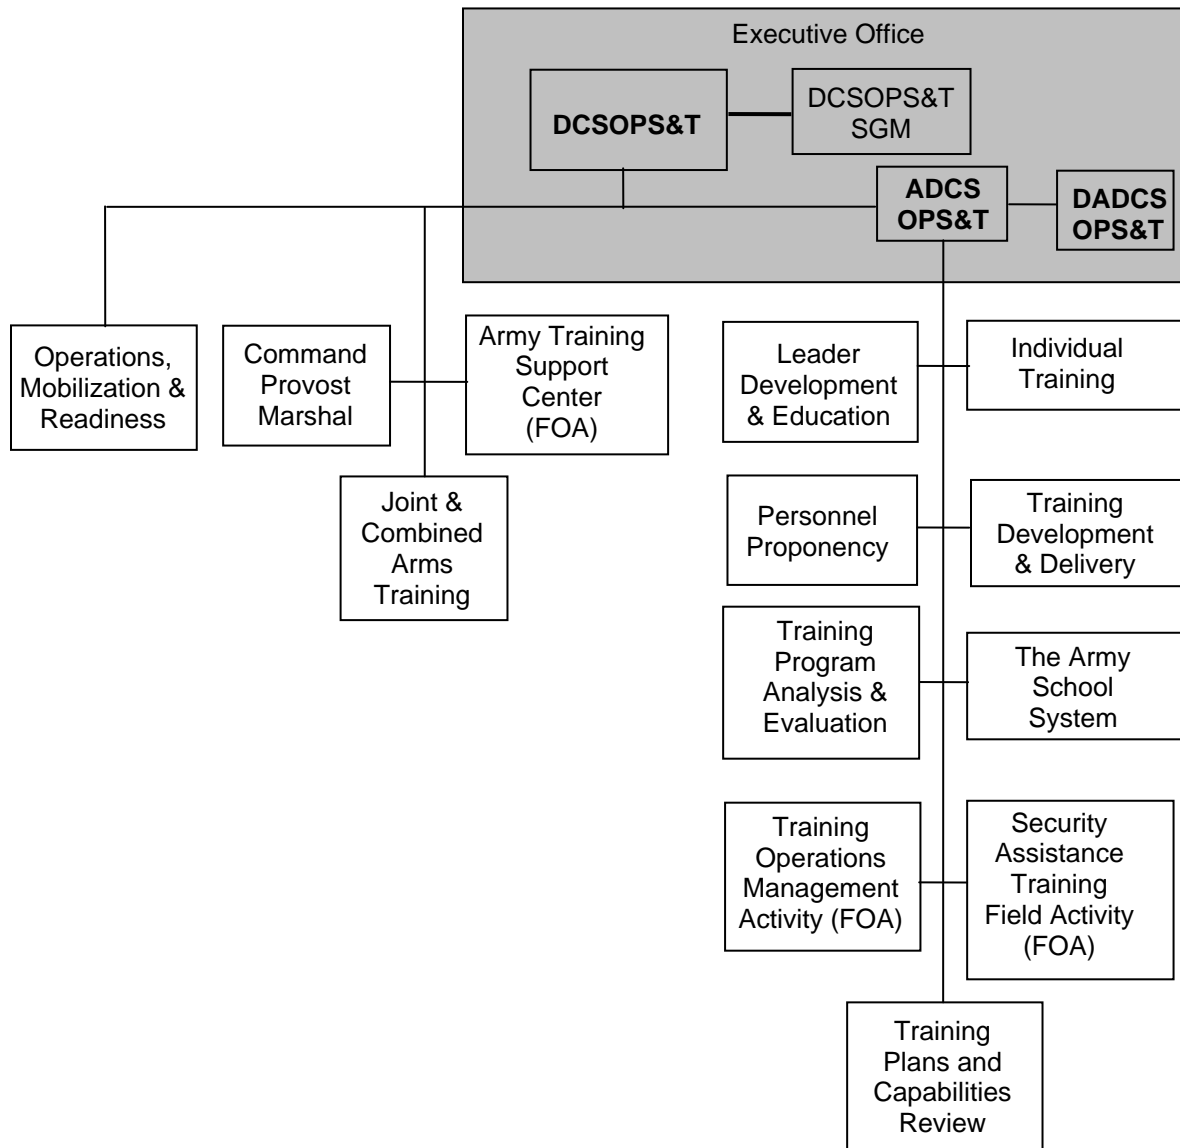 Executive Office
DCSOPS&T
DCSOPS&T
SGM
ADCS
OPS&T
DADCS
OPS&T
Operations,
Mobilization &
Readiness
Command
Provost
Marshal
Army Training
Support
Center
(FOA)
Joint &
Combined
Arms
Training
Leader
Development
& Education
Individual
Training
Personnel
Proponency
Training
Development
& Delivery
Training
Program
Analysis &
Evaluation
The Army
School
System
Training
Operations
Management
Activity (FOA)
Security
Assistance
Training
Field Activity
(FOA)
Training
Plans and
Capabilities
Review